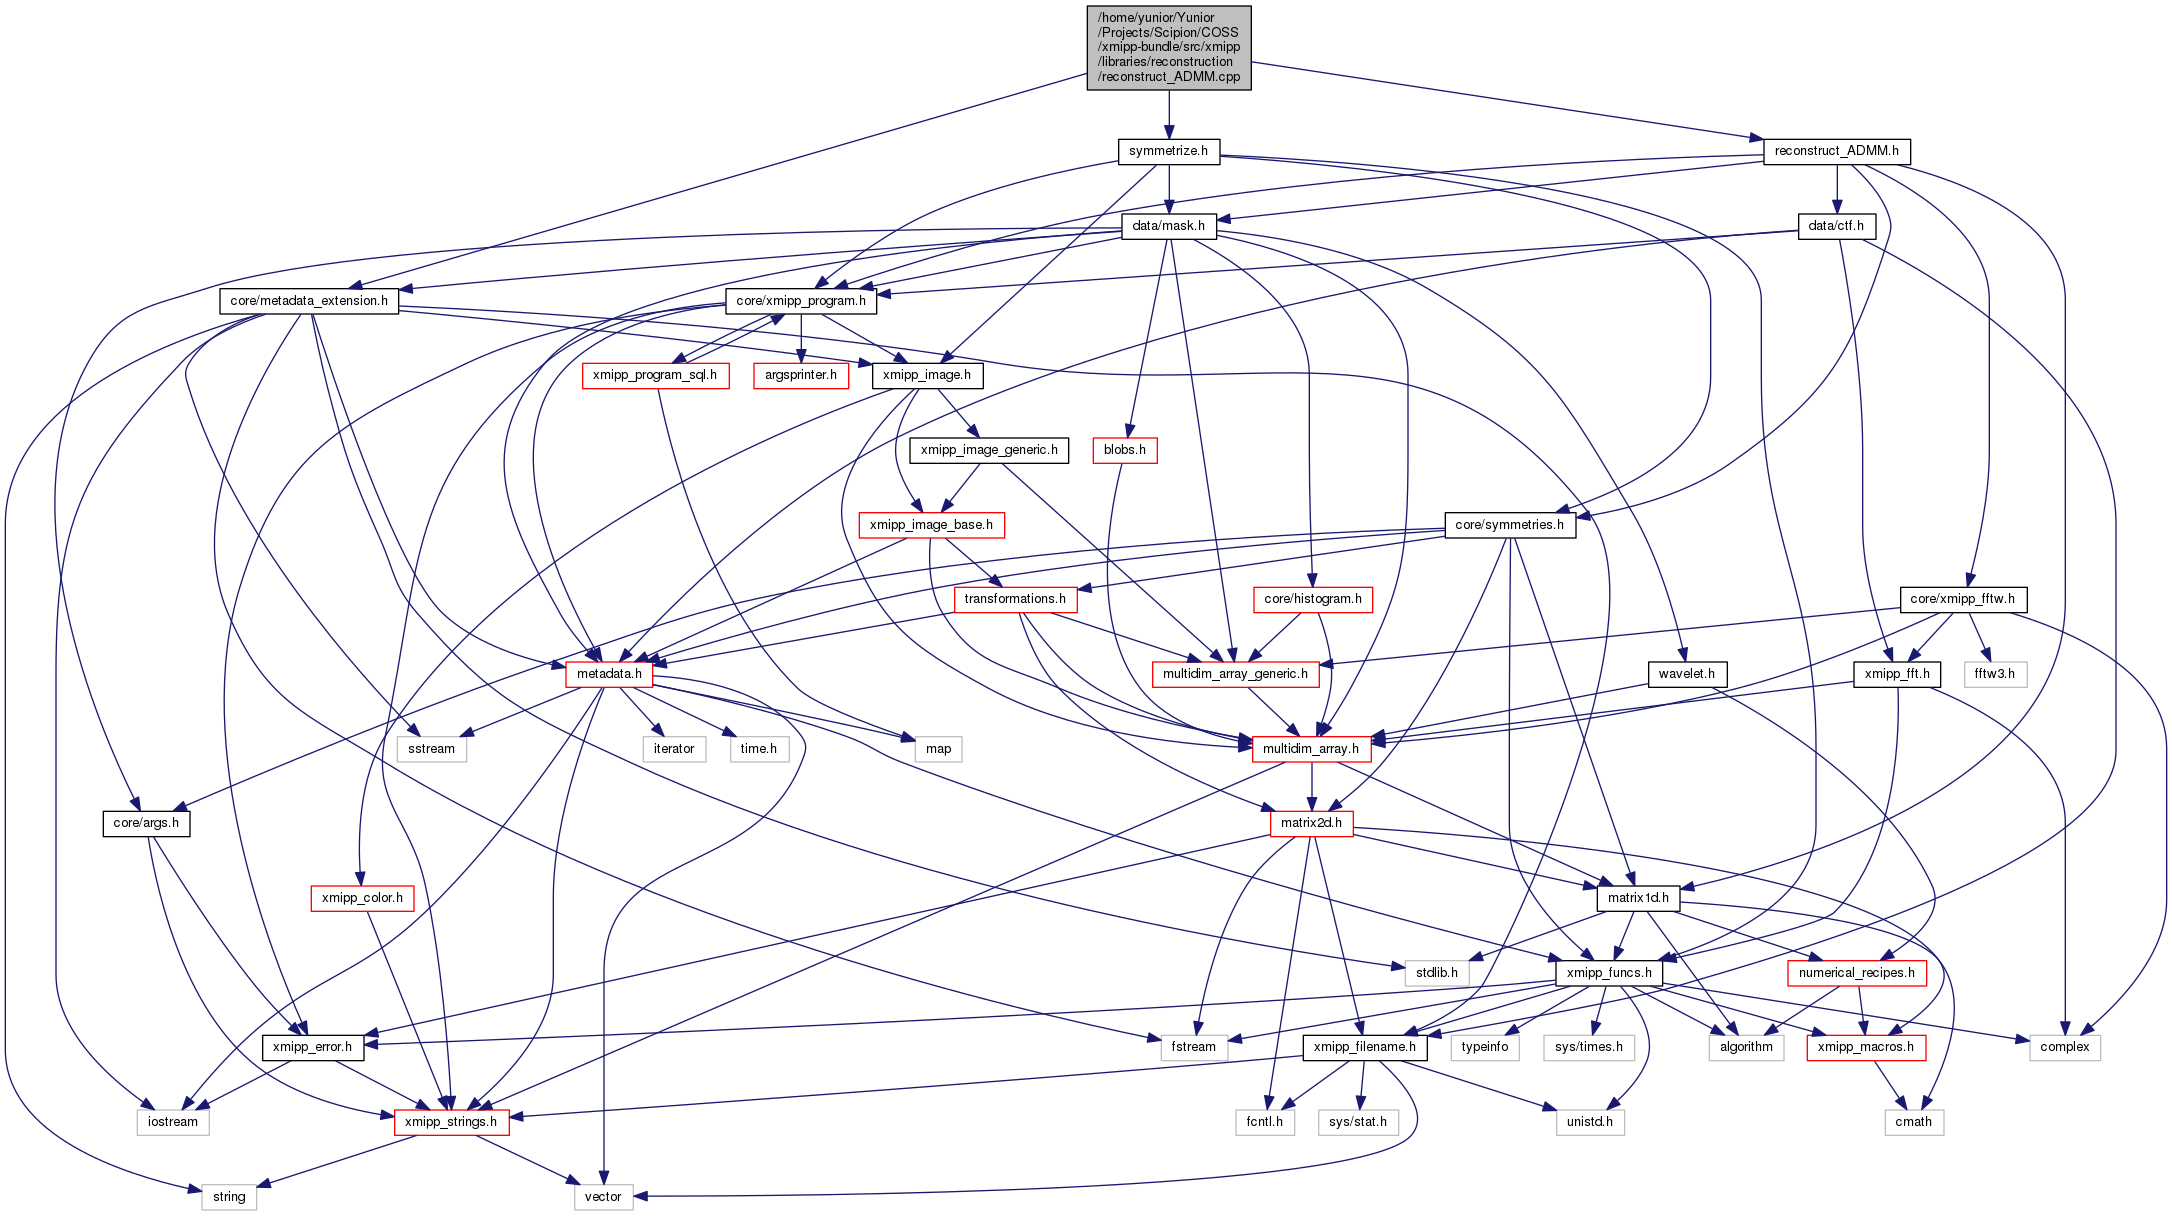 /home/yunior/Yunior
/Projects/Scipion/COSS
/xmipp-bundle/src/xmipp
/libraries/reconstruction
/reconstruct_ADMM.cpp
symmetrize.h
reconstruct_ADMM.h
data/mask.h
data/ctf.h
core/metadata_extension.h
core/xmipp_program.h
xmipp_program_sql.h
argsprinter.h
xmipp_image.h
xmipp_image_generic.h
blobs.h
xmipp_image_base.h
core/symmetries.h
transformations.h
core/histogram.h
core/xmipp_fftw.h
metadata.h
multidim_array_generic.h
wavelet.h
xmipp_fft.h
fftw3.h
sstream
iterator
time.h
map
multidim_array.h
core/args.h
matrix2d.h
xmipp_color.h
matrix1d.h
stdlib.h
xmipp_funcs.h
numerical_recipes.h
xmipp_error.h
fstream
xmipp_filename.h
typeinfo
sys/times.h
algorithm
xmipp_macros.h
complex
iostream
xmipp_strings.h
fcntl.h
sys/stat.h
unistd.h
cmath
string
vector